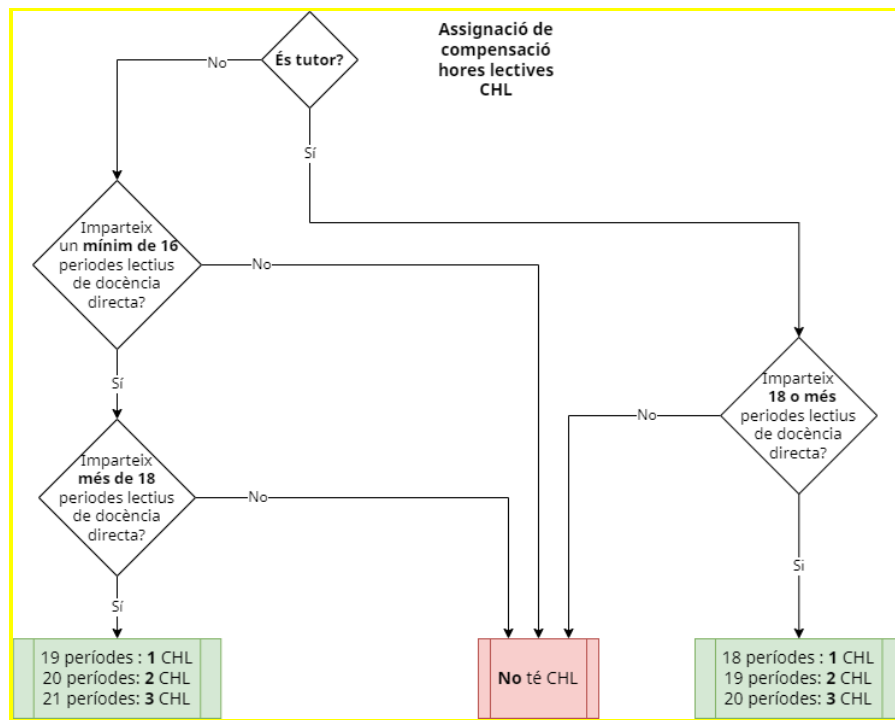 Assignació de
compensació
hores lectives
CHL
És tutor?
No
Sí
Imparteix
un mínim de 16
periodes lectius
de docència
directa?
No
Sí
Imparteix
18 o més
periodes lectius
de docència
directa?
No
Si
Imparteix
més de 18
periodes lectius
de docència
directa?
No
Sí
19 períodes : 1 CHL
20 períodes: 2 CHL
21 períodes: 3 CHL
No té CHL
18 períodes : 1 CHL
19 períodes: 2 CHL
20 períodes: 3 CHL